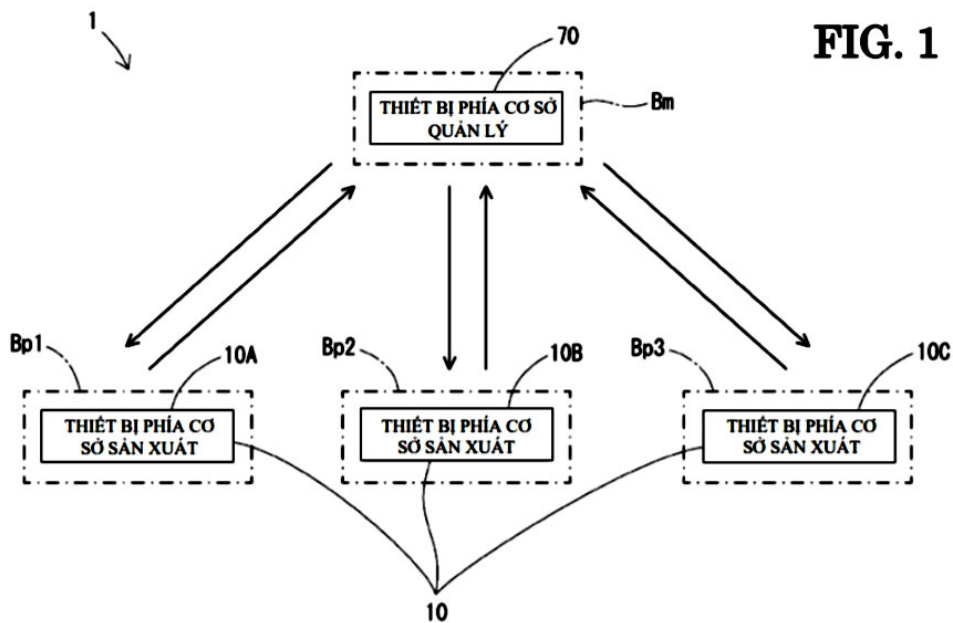 1
70
FIG. 1
THIẾT BỊ PHÍA CƠ SỞ
QUẢN LÝ
Bm
Bp1
10A
Bp2
10B
Bp3
10C
THIẾT BỊ PHÍA CƠ
SỞ SẢN XUẤT
THIẾT BỊ PHÍA CƠ
SỞ SẢN XUẤT
THIẾT BỊ PHÍA CƠ
SỞ SẢN XUẤT
10